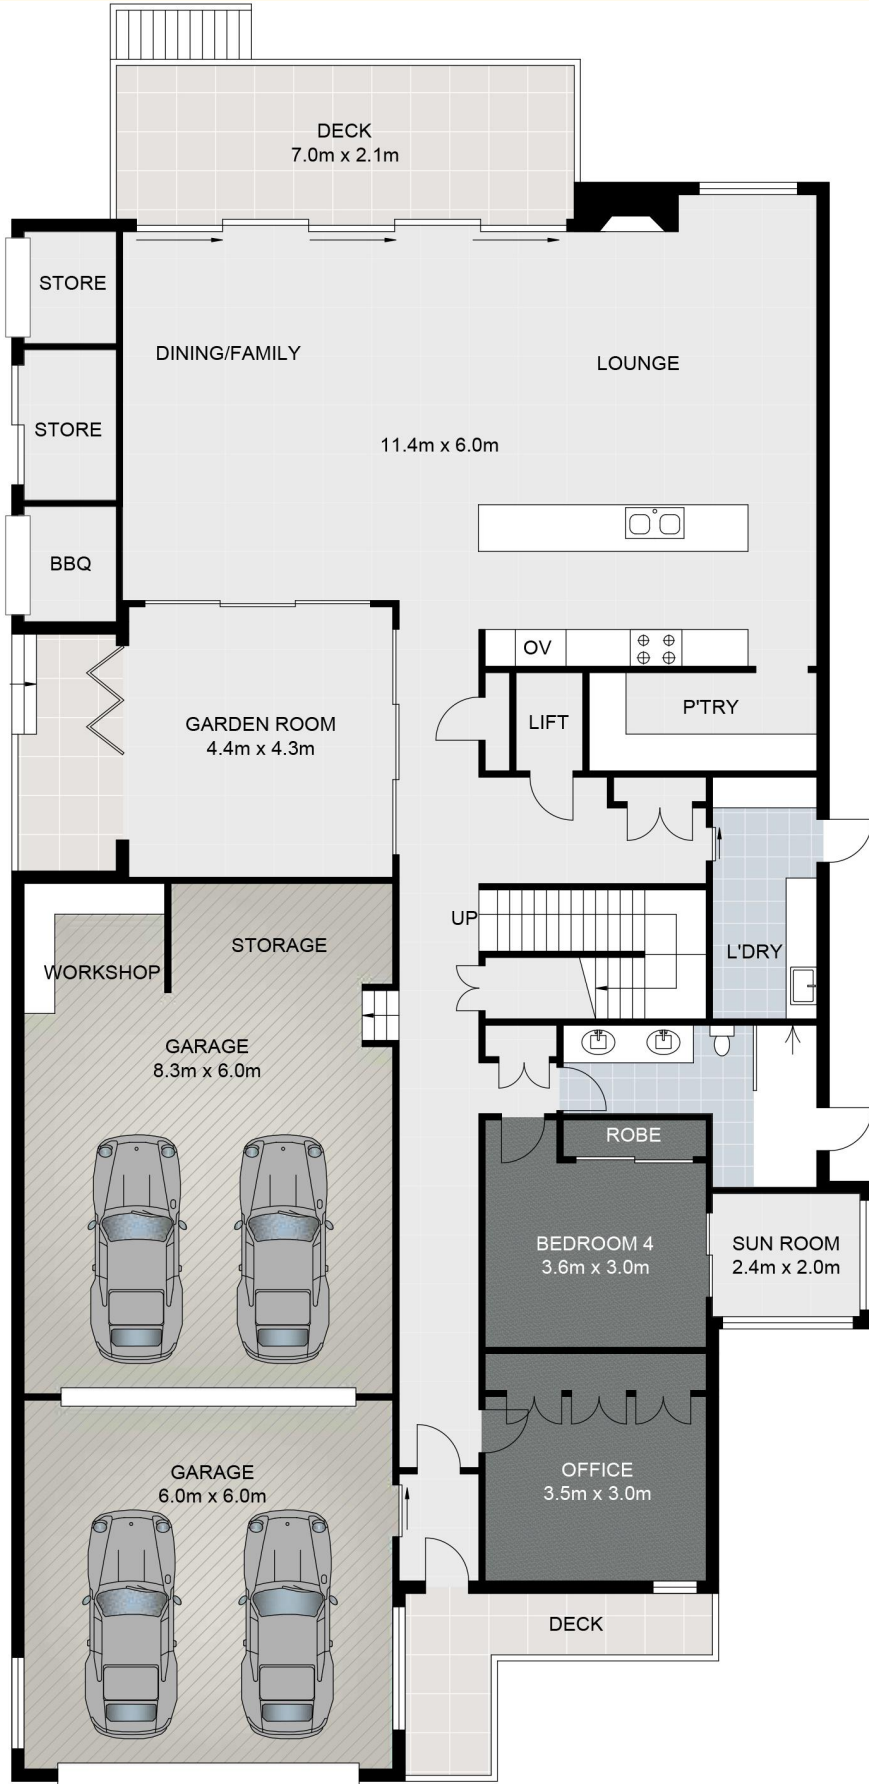 DECK
7.0m x 2.1m
STORE
DINING/FAMILY
LOUNGE
STORE
11.4m x 6.0m
BBQ
OV
P'TRY
LIFT
GARDEN ROOM
4.4m x 4.3m
UP
STORAGE
L'DRY
WORKSHOP
GARAGE
8.3m x 6.0m
ROBE
BEDROOM 4
3.6m x 3.0m
SUN ROOM
2.4m x 2.0m
GARAGE
6.0m x 6.0m
OFFICE
3.5m x 3.0m
DECK